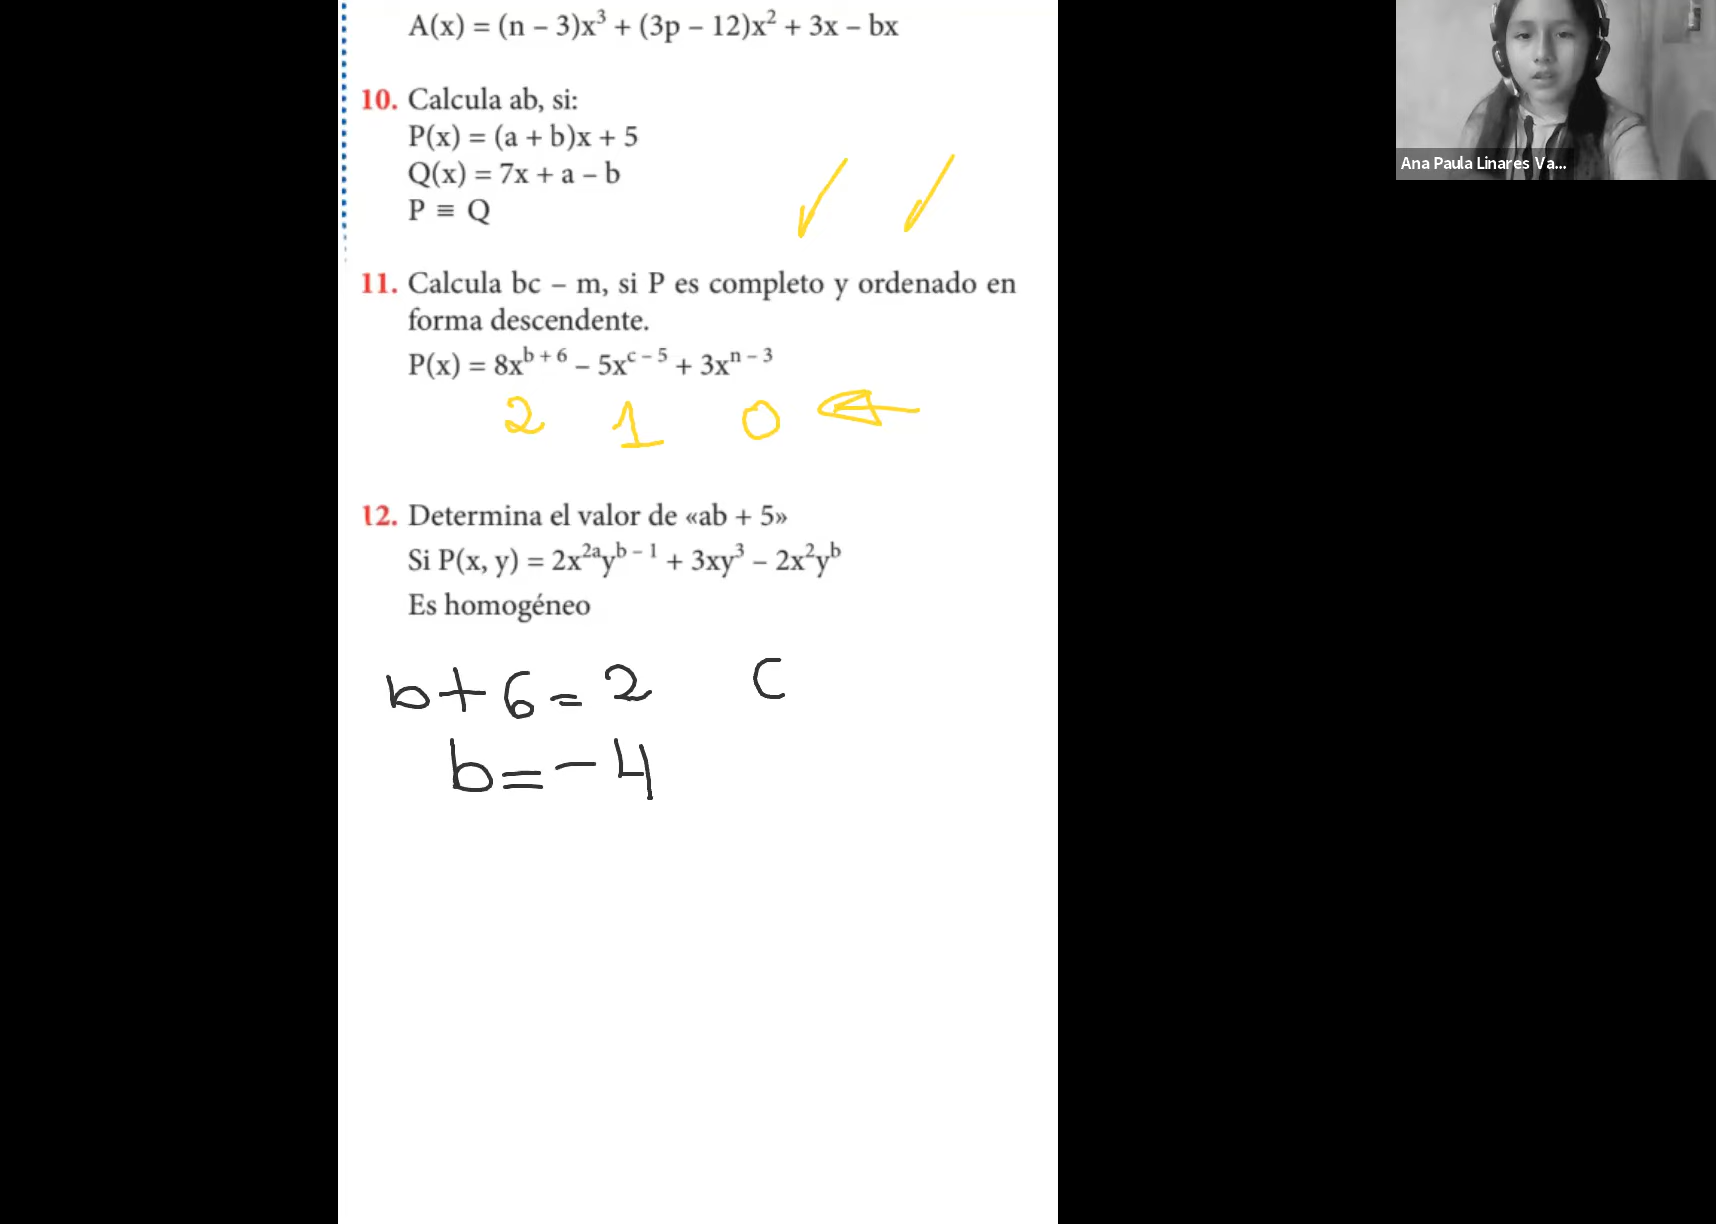 A(x) = (n – 3)x³ + (3p – 12)x² + 3x – bx
10. Calcula ab, si:
P(x) = (a + b)x + 5
Q(x) = 7x + a – b
P ≡ Q
11. Calcula bc – m, si P es completo y ordenado en
forma descendente.
P(x) = 8x^{b + 6} – 5x^{c – 5} + 3x^{n – 3}
2 1 0
12. Determina el valor de «ab + 5»
Si P(x, y) = 2x^{2a}y^{b – 1} + 3xy³ – 2x²y^{b}
Es homogéneo
b + 6 = 2 c
b = - 4
Ana Paula Linares Va...